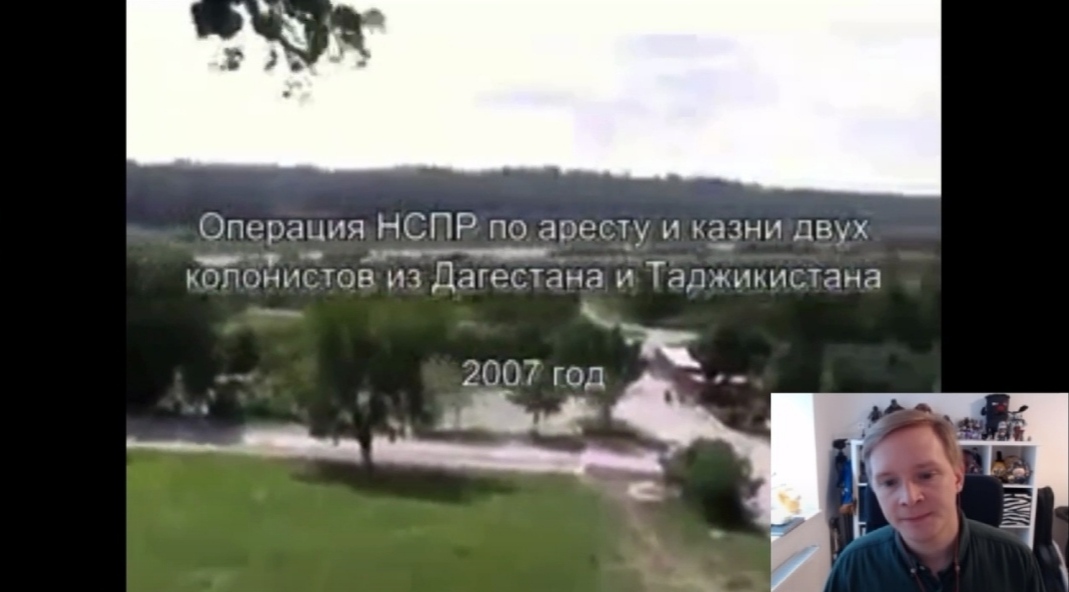 Операция НСПР по аресту и казни двух
колонистов из Дагестана и Таджикистана
2007 год